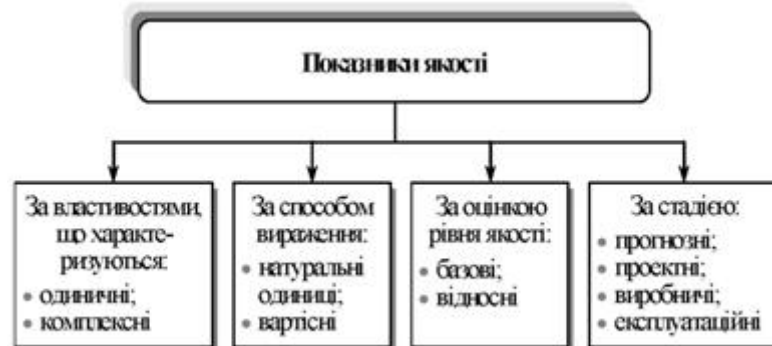 Показники якості
За властивостями,
що характе-
ризуються:
• одиничні;
• комплексні
За способом
вираження:
• натуральні
одиниці;
• вартісні
За оцінкою
рівня якості:
• базові;
• відносні
За стадією:
• прогнозні;
• проектні;
• виробничі;
• експлуатаційні